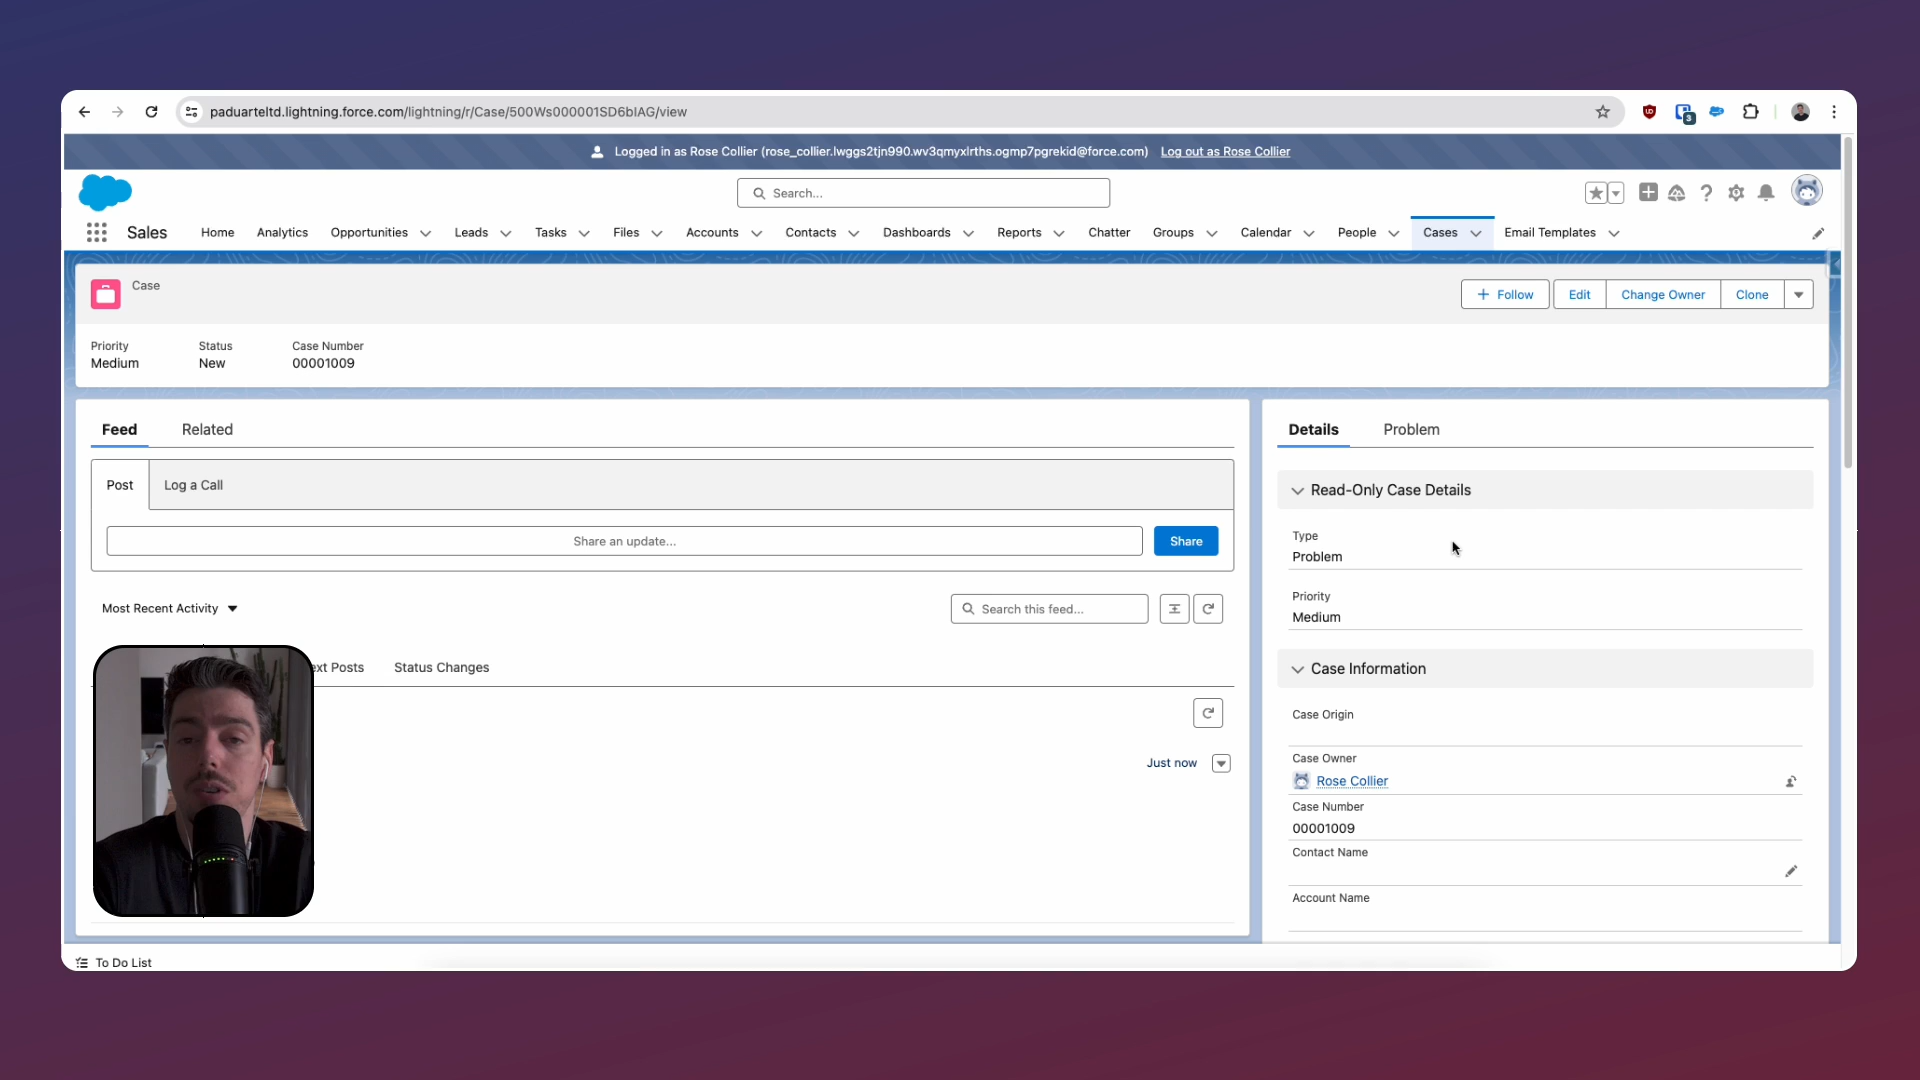 paduarteltd.lightning.force.com/lightning/r/Case/500Ws000001SD6bIAG/view
3
Logged in as Rose Collier (rose_collier.lwggs2tjn990.wv3qmyxlrths.ogmp7pgrekid@force.com) Log out as Rose Collier
Search...
Sales Home Analytics Opportunities Leads Tasks Files Accounts Contacts Dashboards Reports Chatter Groups Calendar People Cases Email Templates
Case
+ Follow Edit Change Owner Clone
Priority Status Case Number
Medium New 00001009
Feed Related
Post Log a Call
Share an update... Share
Most Recent Activity Search this feed...
ext Posts Status Changes
Just now
Details Problem
Read-Only Case Details
Type
Problem
Priority
Medium
Case Information
Case Origin
Case Owner
Rose Collier
Case Number
00001009
Contact Name
Account Name
To Do List